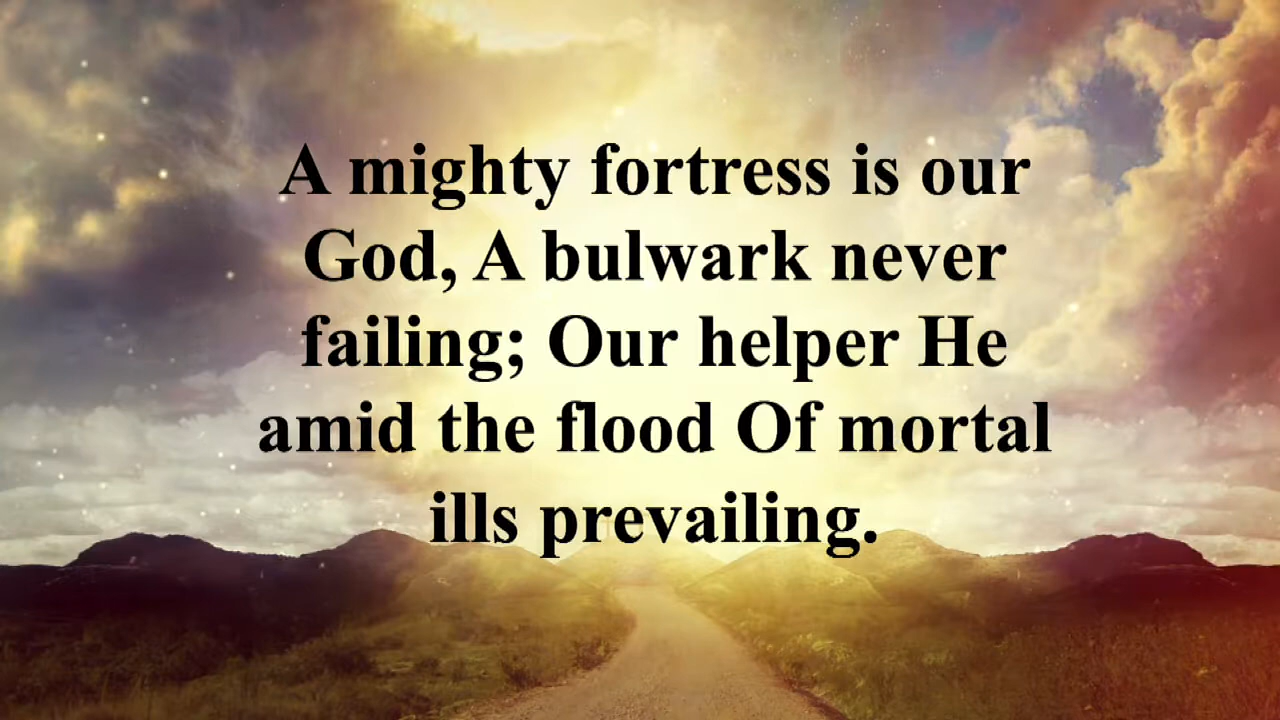 A mighty fortress is our
God, A bulwark never
failing; Our helper He
amid the flood Of mortal
ills prevailing.